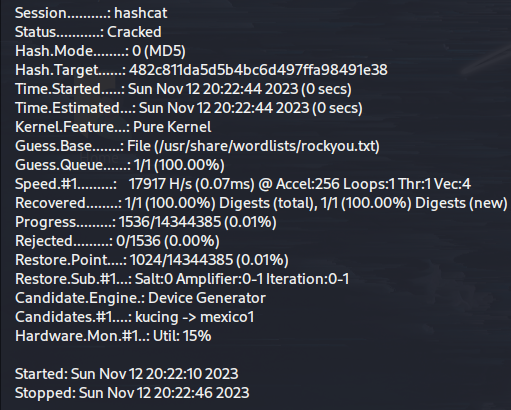 Session..........: hashcat
Status...........: Cracked
Hash.Mode........: 0 (MD5)
Hash.Target......: 482c811da5d5b4bc6d497ffa98491e38
Time.Started.....: Sun Nov 12 20:22:44 2023 (0 secs)
Time.Estimated...: Sun Nov 12 20:22:44 2023 (0 secs)
Kernel.Feature...: Pure Kernel
Guess.Base.......: File (/usr/share/wordlists/rockyou.txt)
Guess.Queue......: 1/1 (100.00%)
Speed.#1.........:    17917 H/s (0.07ms) @ Accel:256 Loops:1 Thr:1 Vec:4
Recovered........: 1/1 (100.00%) Digests (total), 1/1 (100.00%) Digests (new)
Progress.........: 1536/14344385 (0.01%)
Rejected.........: 0/1536 (0.00%)
Restore.Point....: 1024/14344385 (0.01%)
Restore.Sub.#1...: Salt:0 Amplifier:0-1 Iteration:0-1
Candidate.Engine.: Device Generator
Candidates.#1....: kucing -> mexico1
Hardware.Mon.#1..: Util: 15%
Started: Sun Nov 12 20:22:10 2023
Stopped: Sun Nov 12 20:22:46 2023